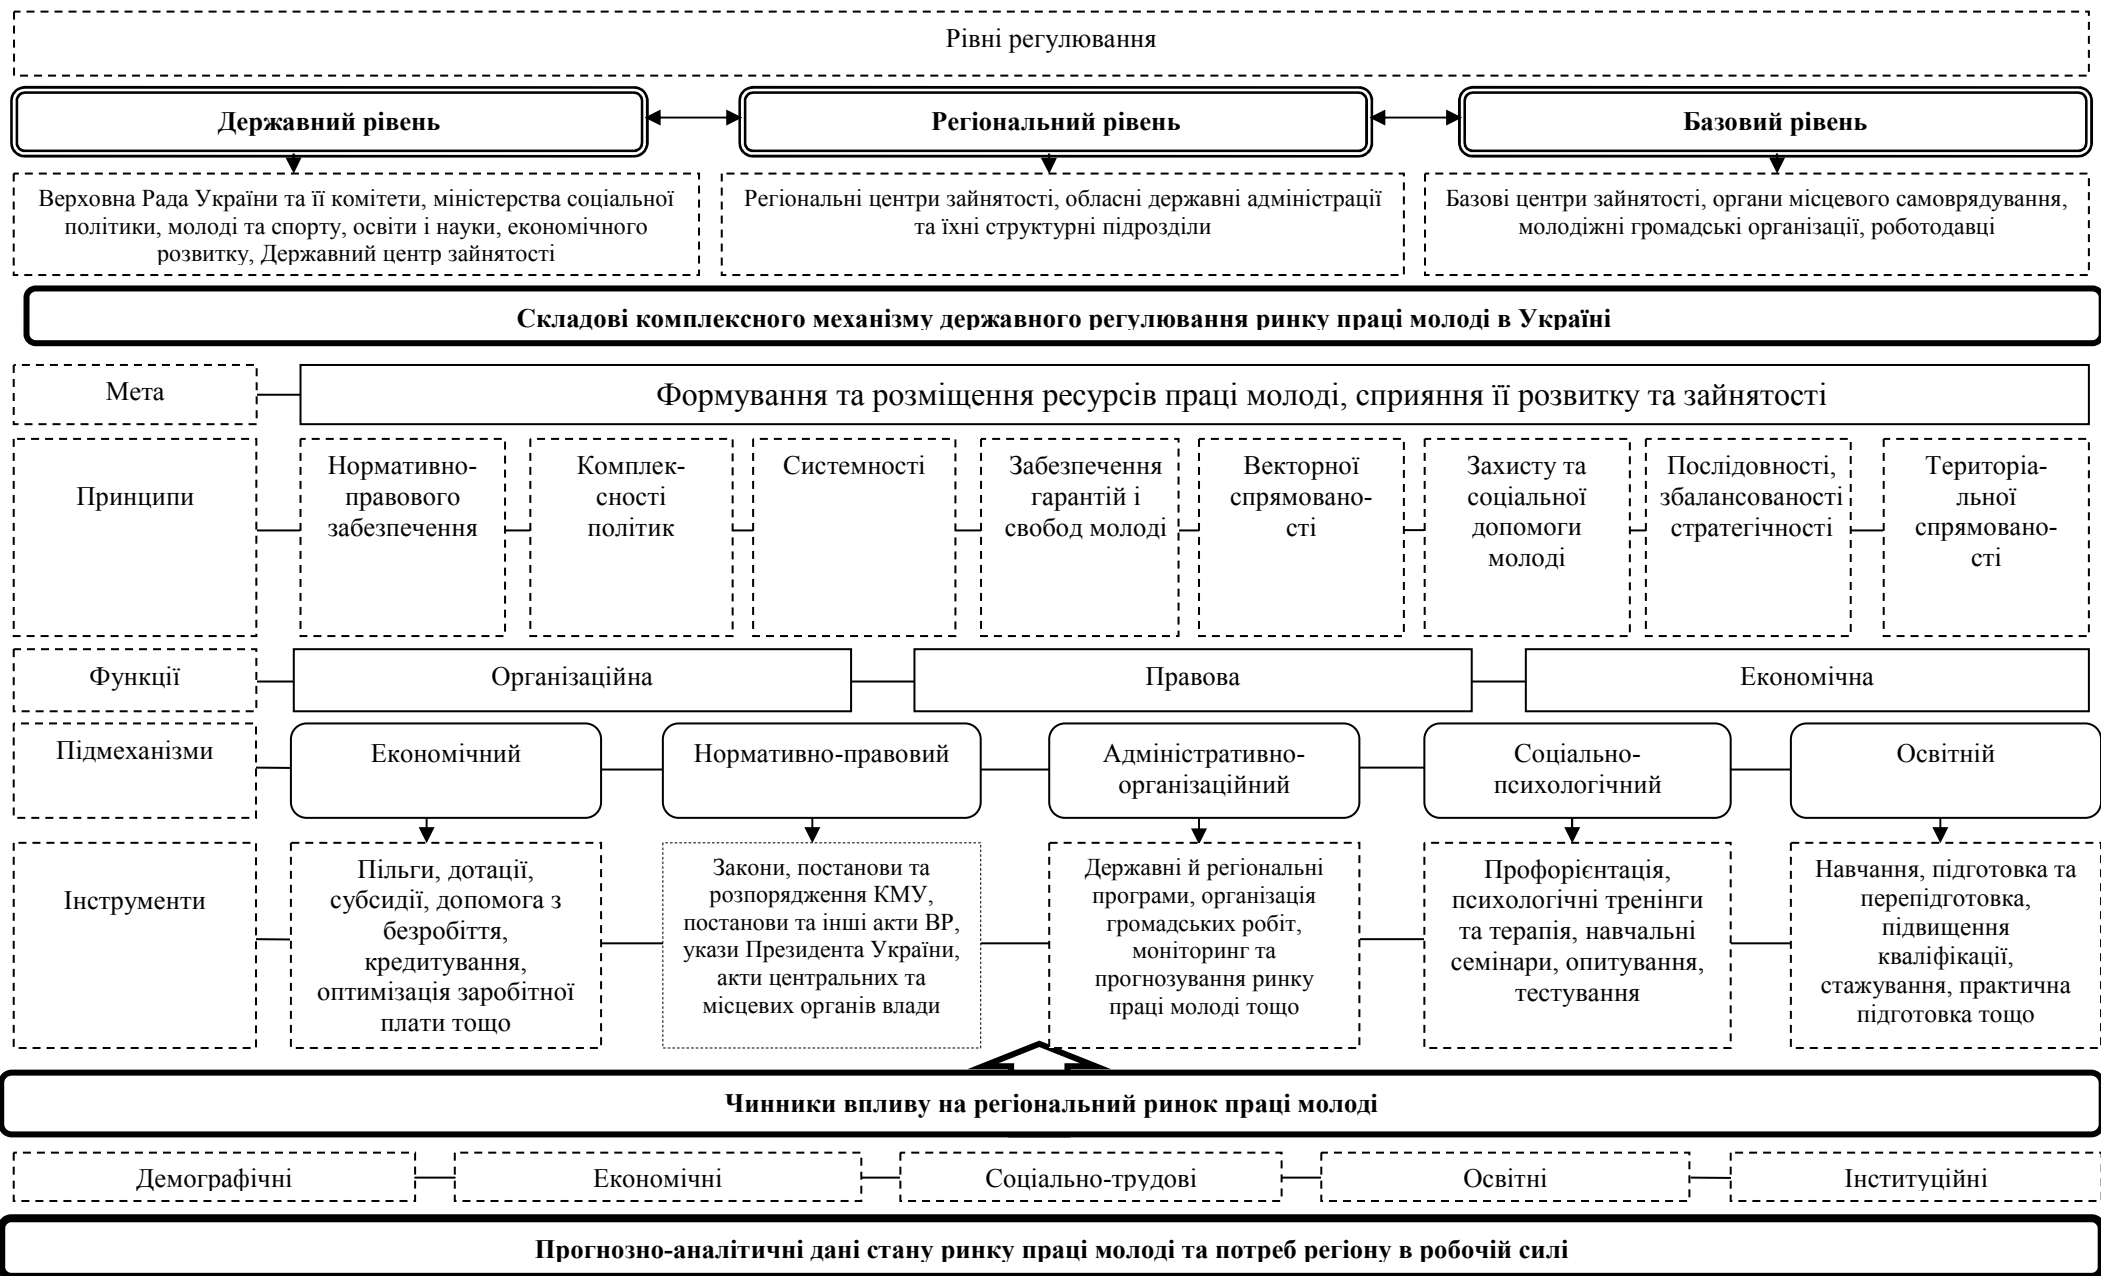 Рівні регулювання
Державний рівень
Регіональний рівень
Базовий рівень
Верховна Рада України та її комітети, міністерства соціальної
політики, молоді та спорту, освіти і науки, економічного
розвитку, Державний центр зайнятості
Регіональні центри зайнятості, обласні державні адміністрації
та їхні структурні підрозділи
Базові центри зайнятості, органи місцевого самоврядування,
молодіжні громадські організації, роботодавці
Складові комплексного механізму державного регулювання ринку праці молоді в Україні
Мета
Формування та розміщення ресурсів праці молоді, сприяння її розвитку та зайнятості
Принципи
Нормативно-
правового
забезпечення
Комплек-
сності
політик
Системності
Забезпечення
гарантій і
свобод молоді
Векторної
спрямовано-
сті
Захисту та
соціальної
допомоги
молоді
Послідовності,
збалансованості
стратегічності
Територіа-
льної
спрямовано-
сті
Функції
Організаційна
Правова
Економічна
Підмеханізми
Економічний
Нормативно-правовий
Адміністративно-
організаційний
Соціально-
психологічний
Освітній
Інструменти
Пільги, дотації,
субсидії, допомога з
безробіття,
кредитування,
оптимізація заробітної
плати тощо
Закони, постанови та
розпорядження КМУ,
постанови та інші акти ВР,
укази Президента України,
акти центральних та
місцевих органів влади
Державні й регіональні
програми, організація
громадських робіт,
моніторинг та
прогнозування ринку
праці молоді тощо
Профорієнтація,
психологічні тренінги
та терапія, навчальні
семінари, опитування,
тестування
Навчання, підготовка та
перепідготовка,
підвищення
кваліфікації,
стажування, практична
підготовка тощо
Чинники впливу на регіональний ринок праці молоді
Демографічні
Економічні
Соціально-трудові
Освітні
Інституційні
Прогнозно-аналітичні дані стану ринку праці молоді та потреб регіону в робочій силі